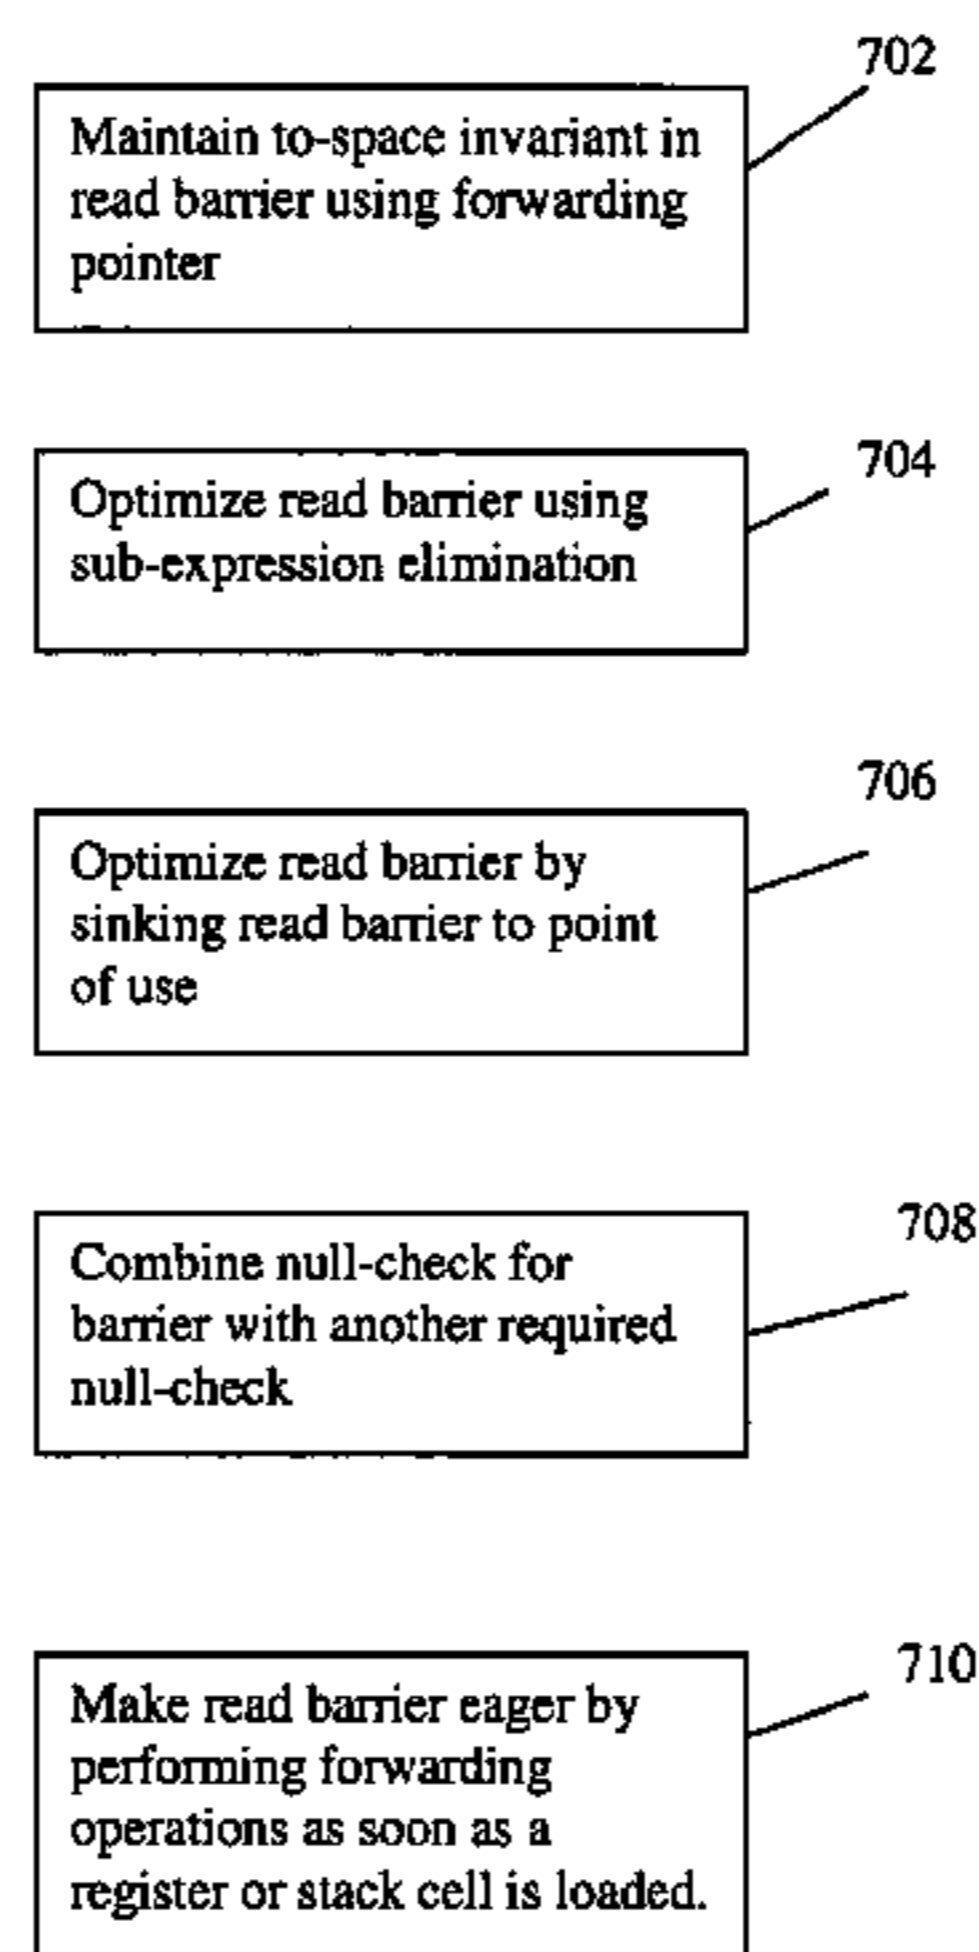 702
Maintain to-space invariant in
read barrier using forwarding
pointer
704
Optimize read barrier using
sub-expression elimination
706
Optimize read barrier by
sinking read barrier to point
of use
708
Combine null-check for
barrier with another required
null-check
710
Make read barrier eager by
performing forwarding
operations as soon as a
register or stack cell is loaded.